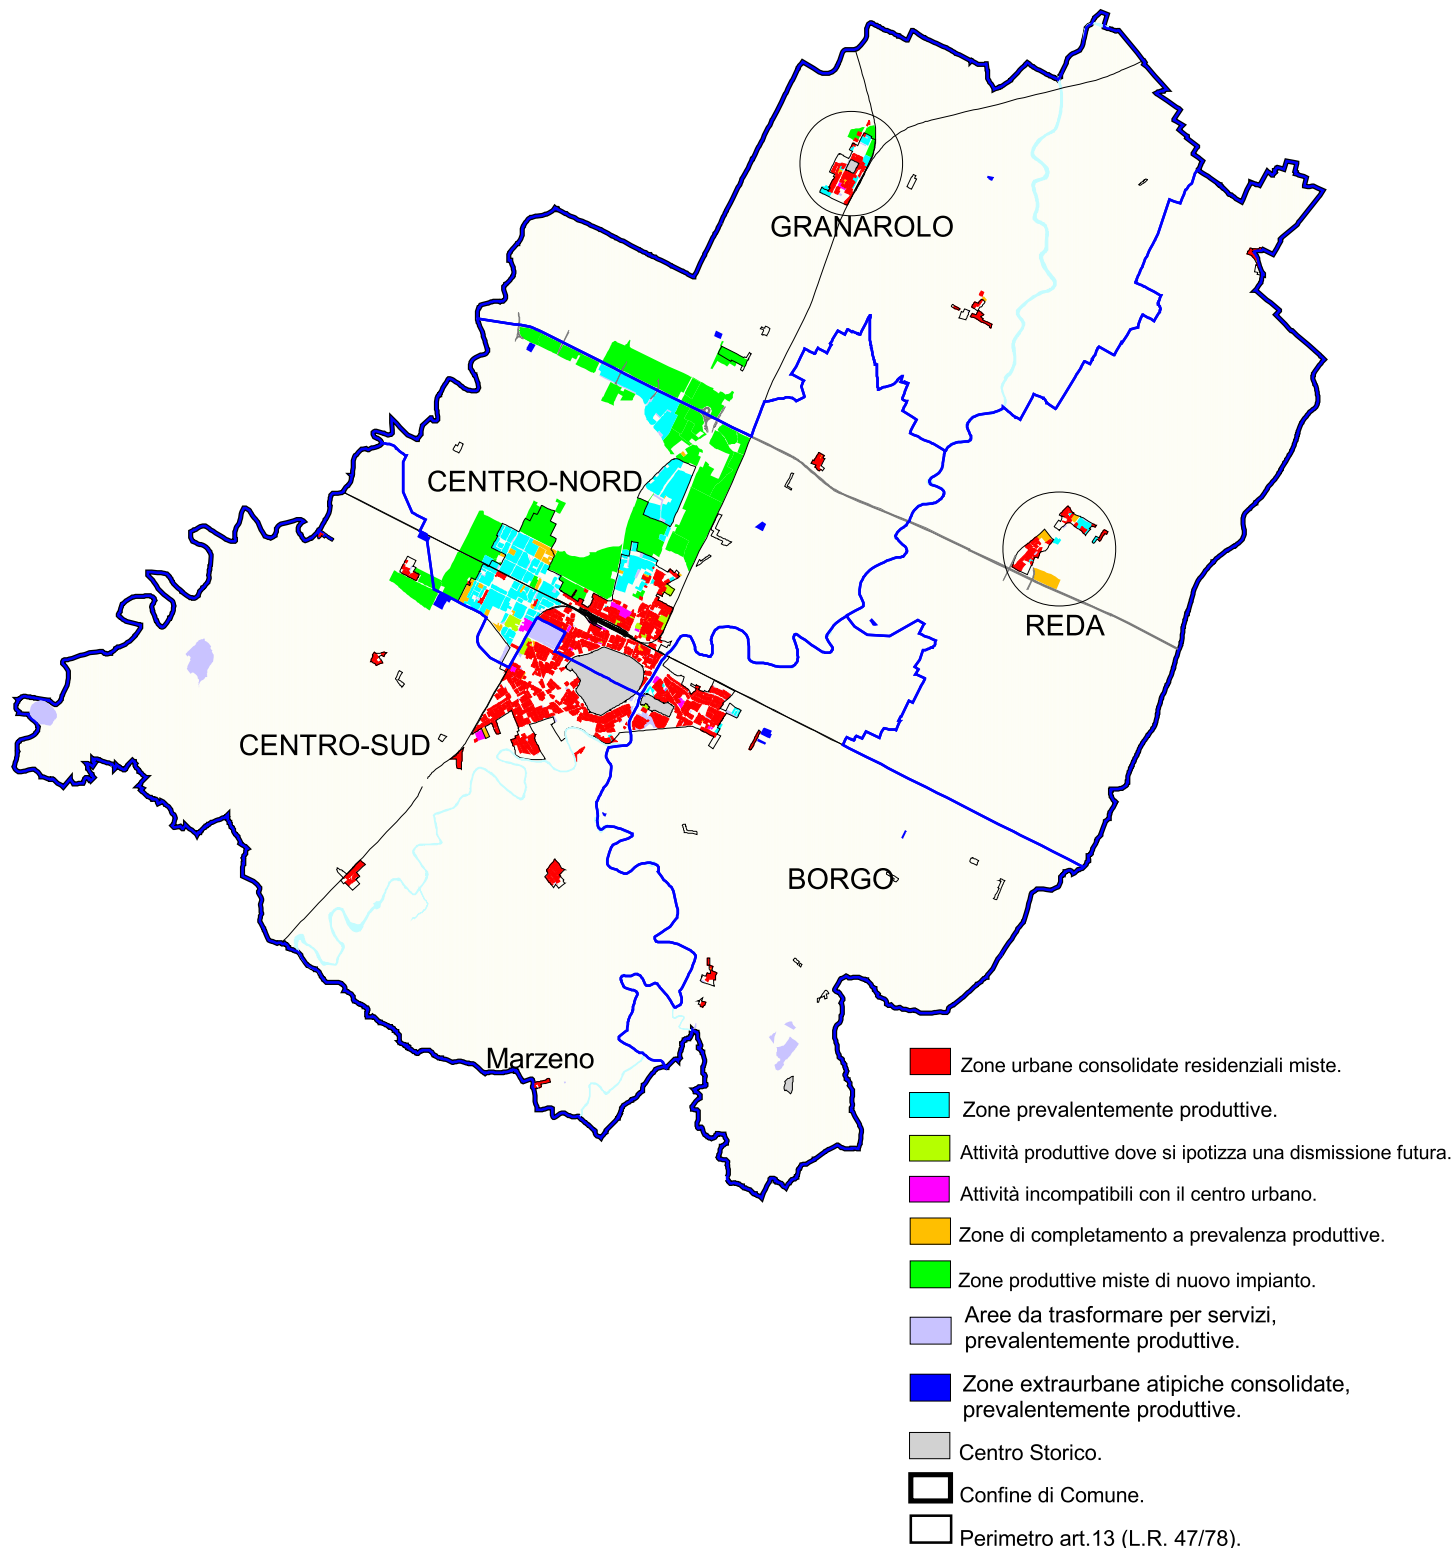 GRANAROLO
CENTRO-NORD
REDA
CENTRO-SUD
BORGO
Marzeno
Zone urbane consolidate residenziali miste.
Zone prevalentemente produttive.
Attività produttive dove si ipotizza una dismissione futura.
Attività incompatibili con il centro urbano.
Zone di completamento a prevalenza produttive.
Zone produttive miste di nuovo impianto.
Aree da trasformare per servizi,
prevalentemente produttive.
Zone extraurbane atipiche consolidate,
prevalentemente produttive.
Centro Storico.
Confine di Comune.
Perimetro art.13 (L.R. 47/78).